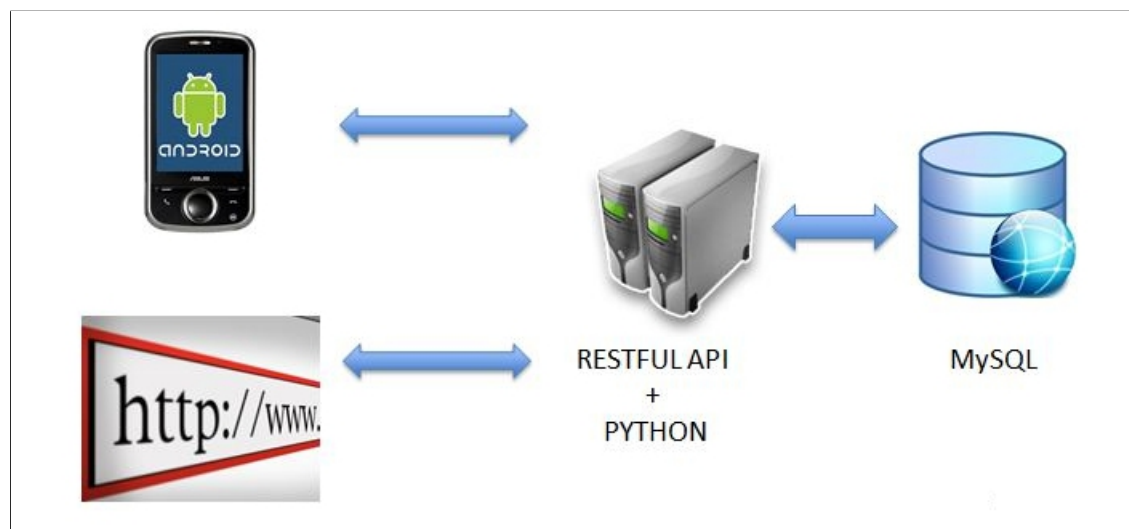 ANDROID
ASUS
http://www.
RESTFUL API
+
PYTHON
MySQL